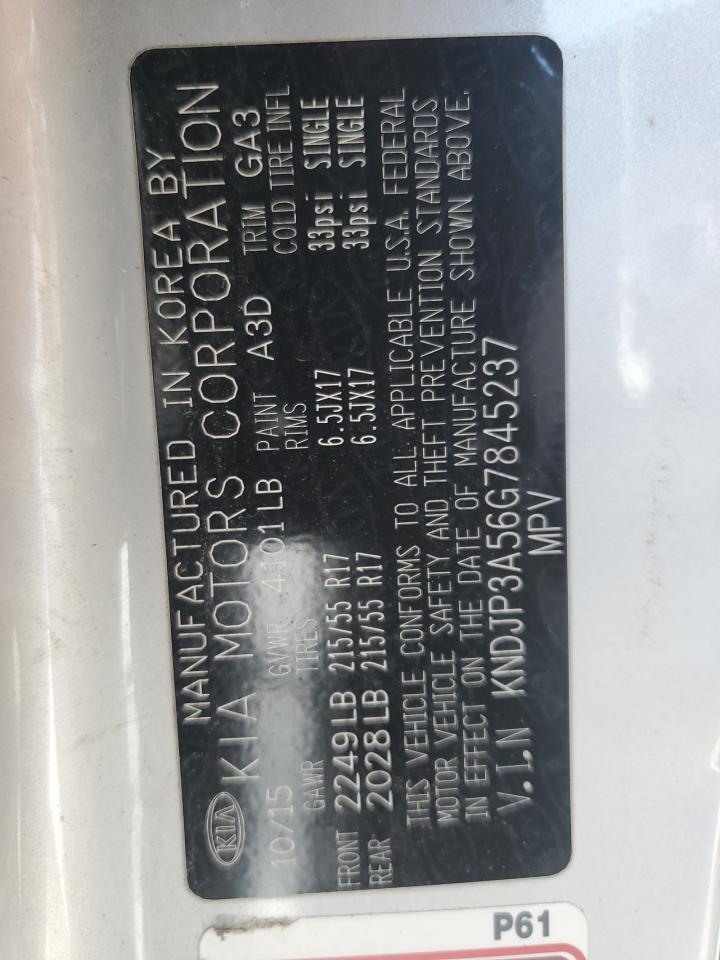 MANUFACTURED IN KOREA BY
KIA KIA MOTORS CORPORATION
10/15 GVWR 4101LB PAINT A3D TRIM GA3
GAWR TIRES RIMS COLD TIRE INFL
FRONT 2249LB 215/55 R17 6.5JX17 33psi SINGLE
REAR 2028LB 215/55 R17 6.5JX17 33psi SINGLE
THIS VEHICLE CONFORMS TO ALL APPLICABLE U.S.A. FEDERAL
MOTOR VEHICLE SAFETY AND THEFT PREVENTION STANDARDS
IN EFFECT ON THE DATE OF MANUFACTURE SHOWN ABOVE.
V.I.N. KNDJP3A56G7845237
MPV
P61